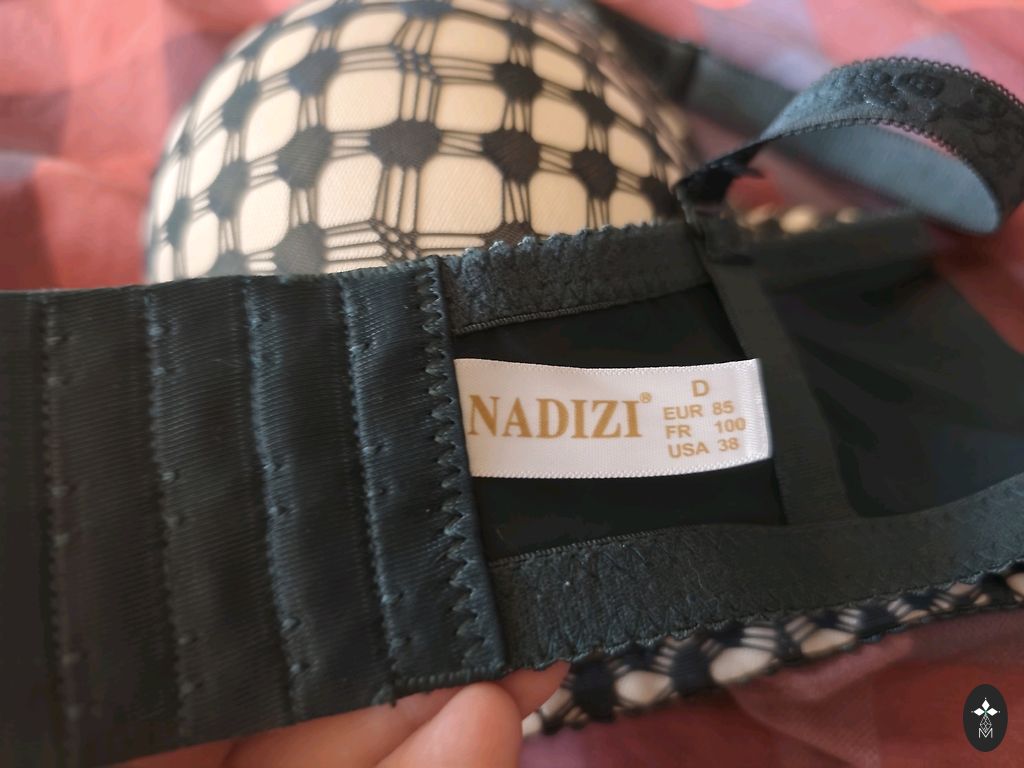 NADIZI®
D
EUR 85
FR 100
USA 38
M